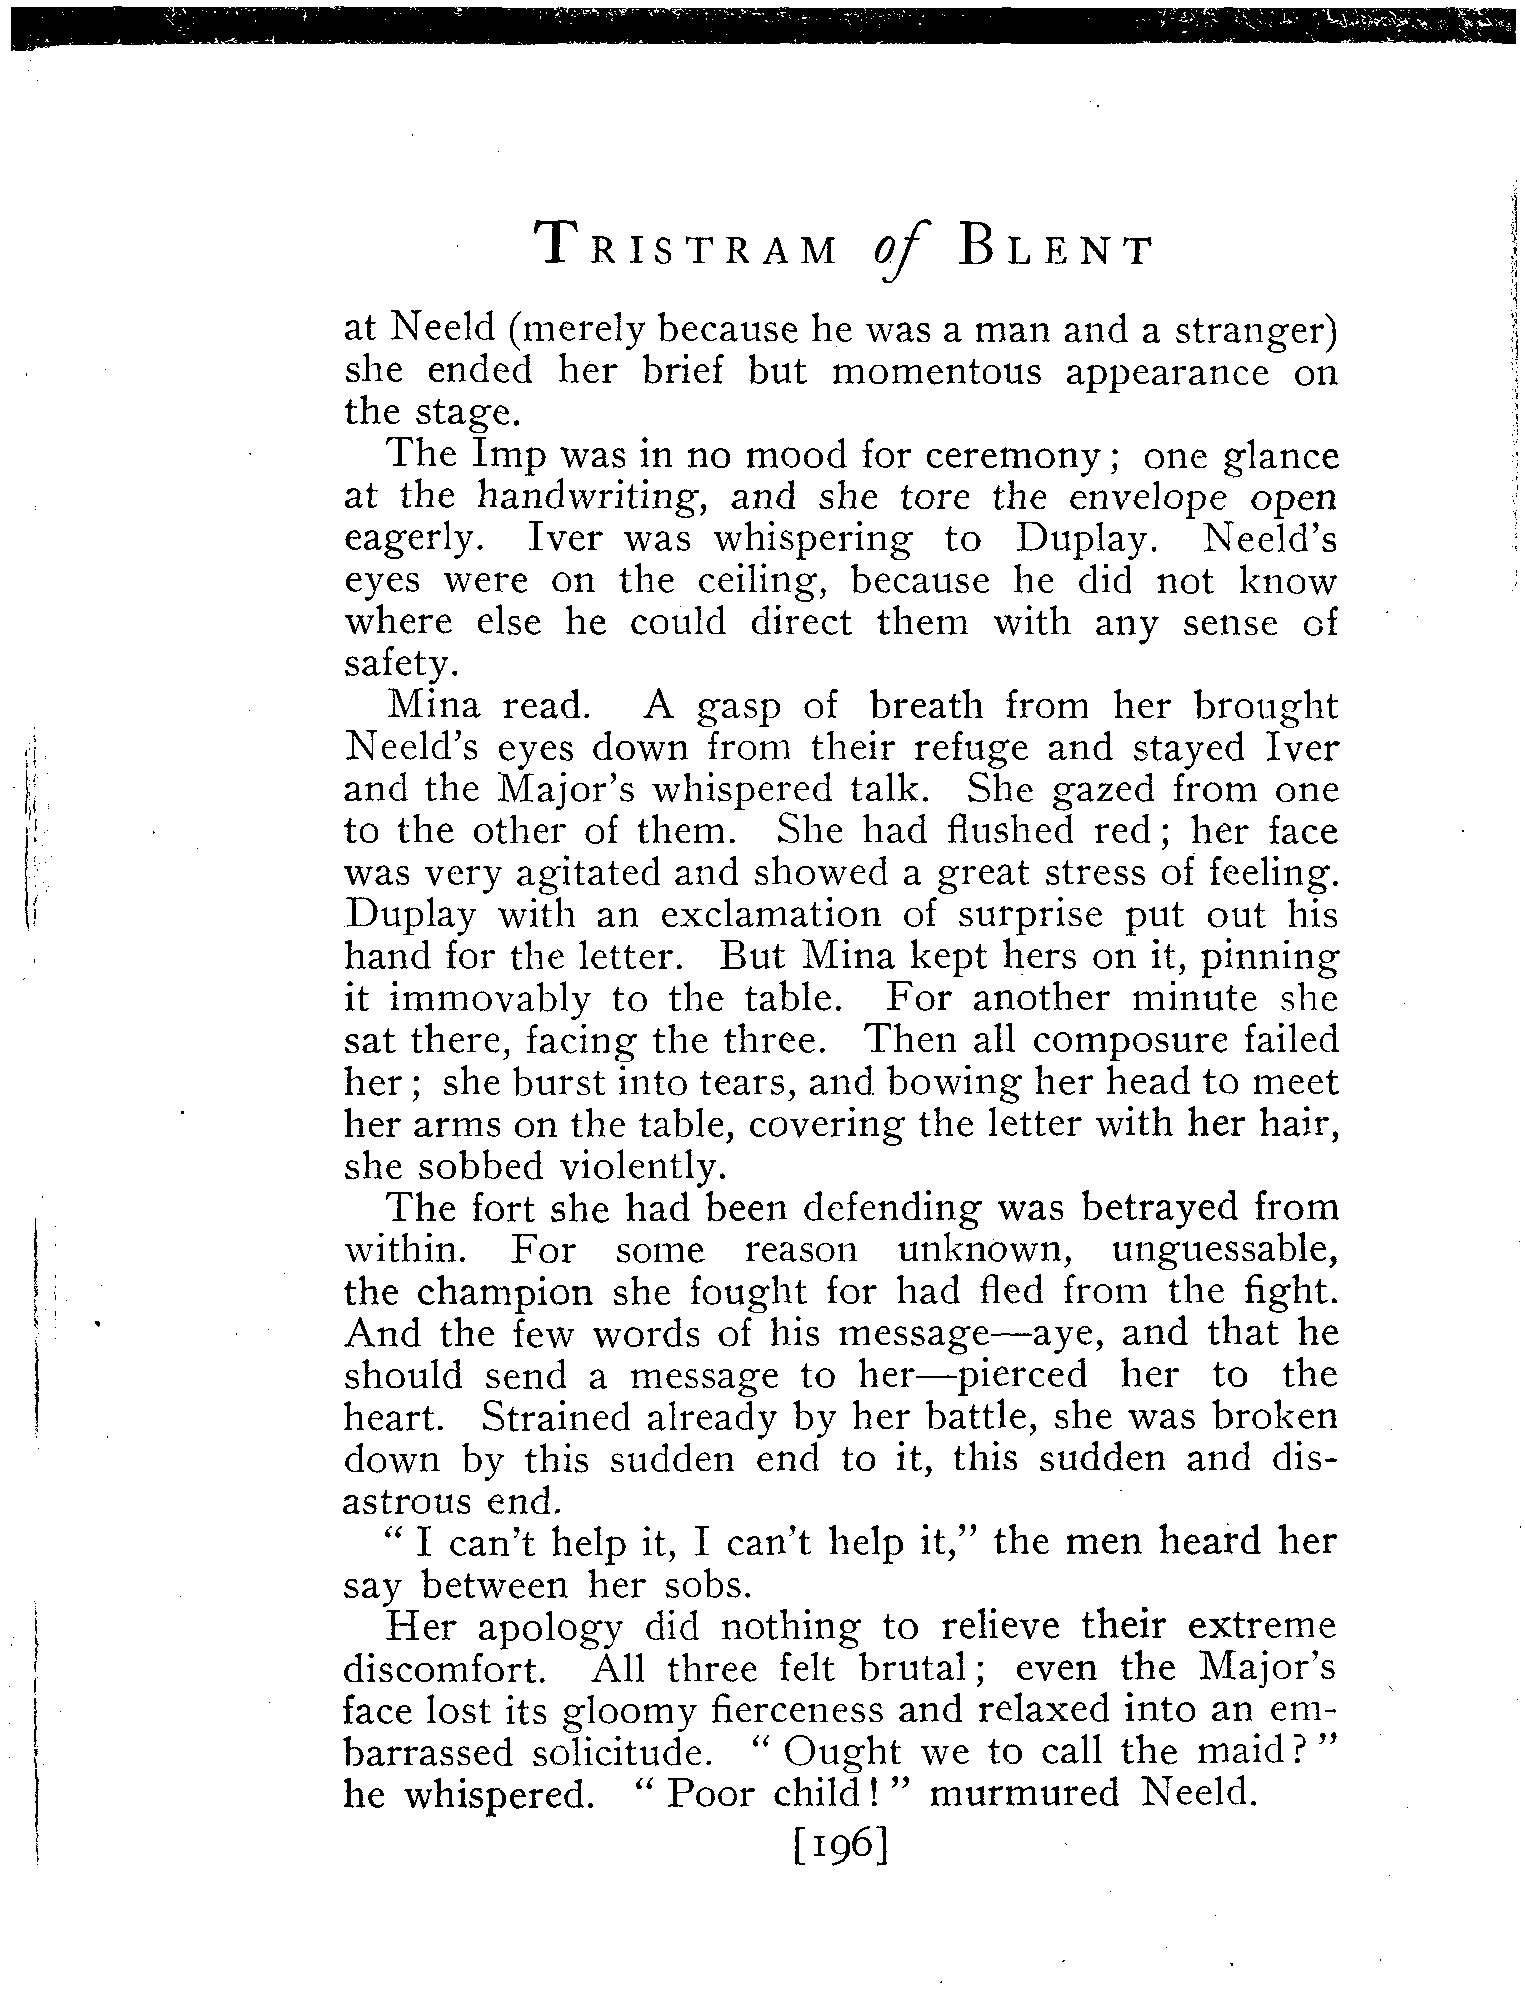 Tristram of Blent
at Neeld (merely because he was a man and a stranger)
she ended her brief but momentous appearance on
the stage.
The Imp was in no mood for ceremony; one glance
at the handwriting, and she tore the envelope open
eagerly. Iver was whispering to Duplay. Neeld's
eyes were on the ceiling, because he did not know
where else he could direct them with any sense of
safety.
Mina read. A gasp of breath from her brought
Neeld's eyes down from their refuge and stayed Iver
and the Major's whispered talk. She gazed from one
to the other of them. She had flushed red; her face
was very agitated and showed a great stress of feeling.
Duplay with an exclamation of surprise put out his
hand for the letter. But Mina kept hers on it, pinning
it immovably to the table. For another minute she
sat there, facing the three. Then all composure failed
her; she burst into tears, and bowing her head to meet
her arms on the table, covering the letter with her hair,
she sobbed violently.
The fort she had been defending was betrayed from
within. For some reason unknown, unguessable,
the champion she fought for had fled from the fight.
And the few words of his message—aye, and that he
should send a message to her—pierced her to the
heart. Strained already by her battle, she was broken
down by this sudden end to it, this sudden and dis-
astrous end.
“I can't help it, I can't help it,” the men heard her
say between her sobs.
Her apology did nothing to relieve their extreme
discomfort. All three felt brutal; even the Major's
face lost its gloomy fierceness and relaxed into an em-
barrassed solicitude. “Ought we to call the maid?”
he whispered. “Poor child!” murmured Neeld.
[196]